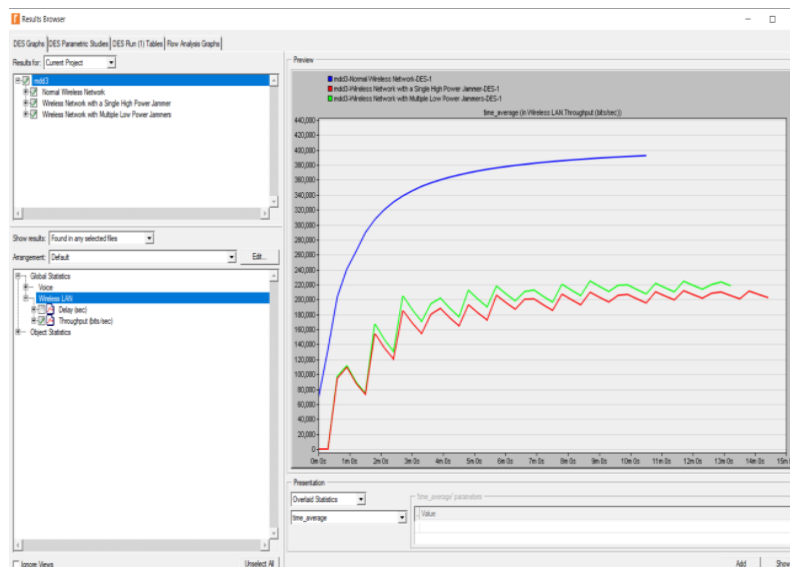 Results Browser
DES Graphs DES Parametric Studies DES Run (1) Tables Flow Analysis Graphs
Results for: Current Project
mdd3
Normal Wireless Network
Wireless Network with a Single High Power Jammer
Wireless Network with Multiple Low Power Jammers
Show results: Found in any selected files
Arrangement: Default Edit...
Global Statistics
Voice
Wireless LAN
Delay (sec)
Throughput (bits/sec)
Object Statistics
Ignore Views Unselect All
Preview
mdd3-Normal Wireless Network-DES-1
mdd3-Wireless Network with a Single High Power Jammer-DES-1
mdd3-Wireless Network with Multiple Low Power Jammers-DES-1
time_average (in Wireless LAN Throughput (bits/sec))
440,000
420,000
400,000
380,000
360,000
340,000
320,000
300,000
280,000
260,000
240,000
220,000
200,000
180,000
160,000
140,000
120,000
100,000
80,000
60,000
40,000
20,000
0
0m 0s 1m 0s 2m 0s 3m 0s 4m 0s 5m 0s 6m 0s 7m 0s 8m 0s 9m 0s 10m 0s 11m 0s 12m 0s 13m 0s 14m 0s 15m
Presentation
Overlaid Statistics
time_average
'time_average' parameters
Value
Add Show